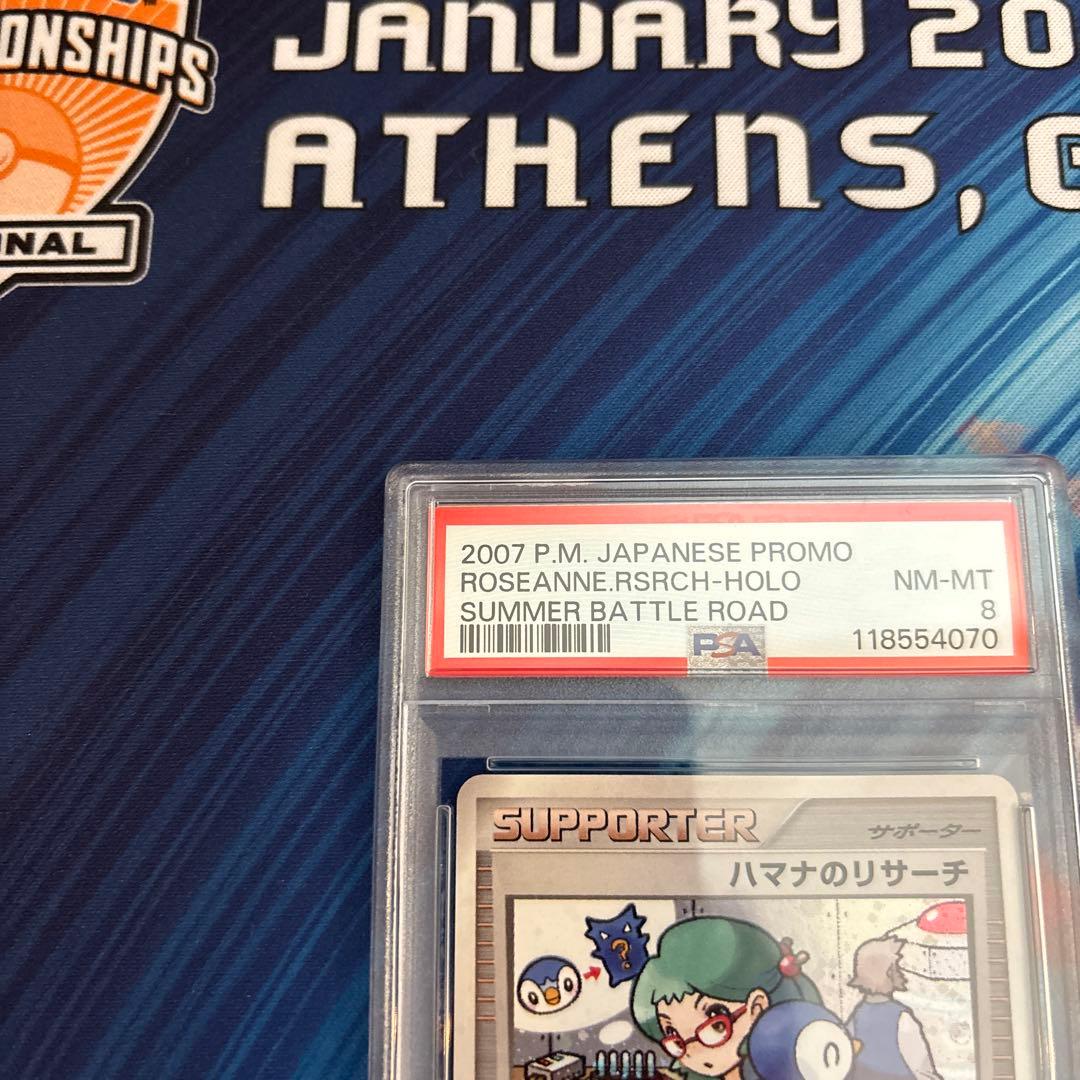 JANUARY 20
ONSHIPS
ATHENS, G
NAL
2007 P.M. JAPANESE PROMO
ROSEANNE.RSRCH-HOLO NM-MT
SUMMER BATTLE ROAD 8
PSA 118554070
SUPPORTER サポーター
ハマナのリサーチ
?